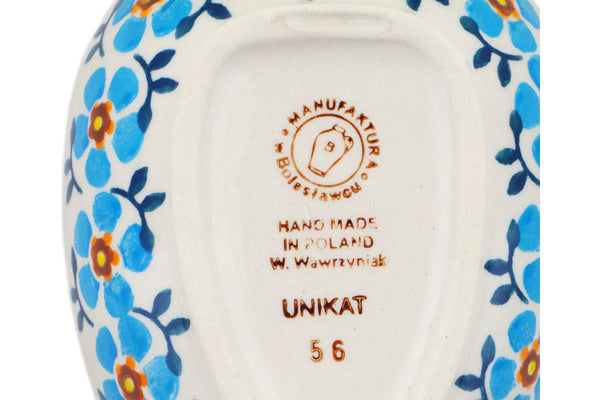 MANUFAKTURA
w Bolesławcu
B
HAND MADE
IN POLAND
W. Wawrzyniak
UNIKAT
56